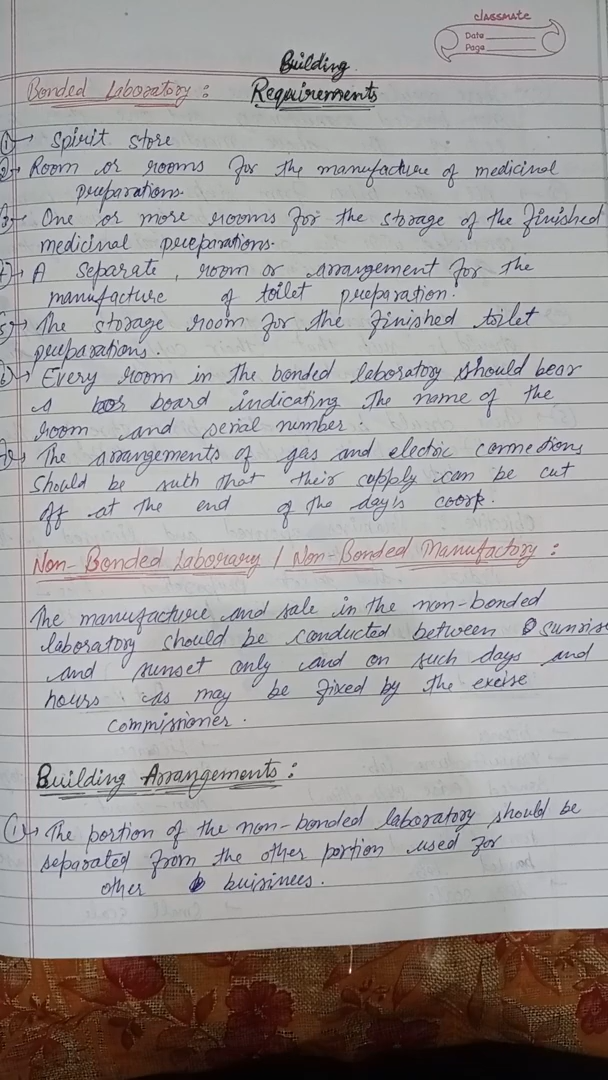 classmate
Date
Page
Building
Bonded Laboratory : Requirements
1→ Spirit store
2→ Room or rooms for the manufacture of medicinal
preparations.
3→ One or more rooms for the storage of the finished
medicinal preparations.
4→ A separate, room or arrangement for the
manufacture of toilet preparation.
5→ The storage room for the finished toilet
preparations.
6→ Every room in the bonded laboratory should bear
a board indicating the name of the
room and serial number.
7→ The arrangements of gas and electric connections
should be such that their supply can be cut
off at the end of the day's coork.
Non-Bonded Laborary / Non-Bonded Manufactory :
The manufacture and sale in the non-bonded
laboratory should be conducted between sunrise
and sunset only and on such days and
hours as may be fixed by the excise
commissioner.
Building Arrangements :
1→ The portion of the non-bonded laboratory should be
separated from the other portion used for
other buisinees.